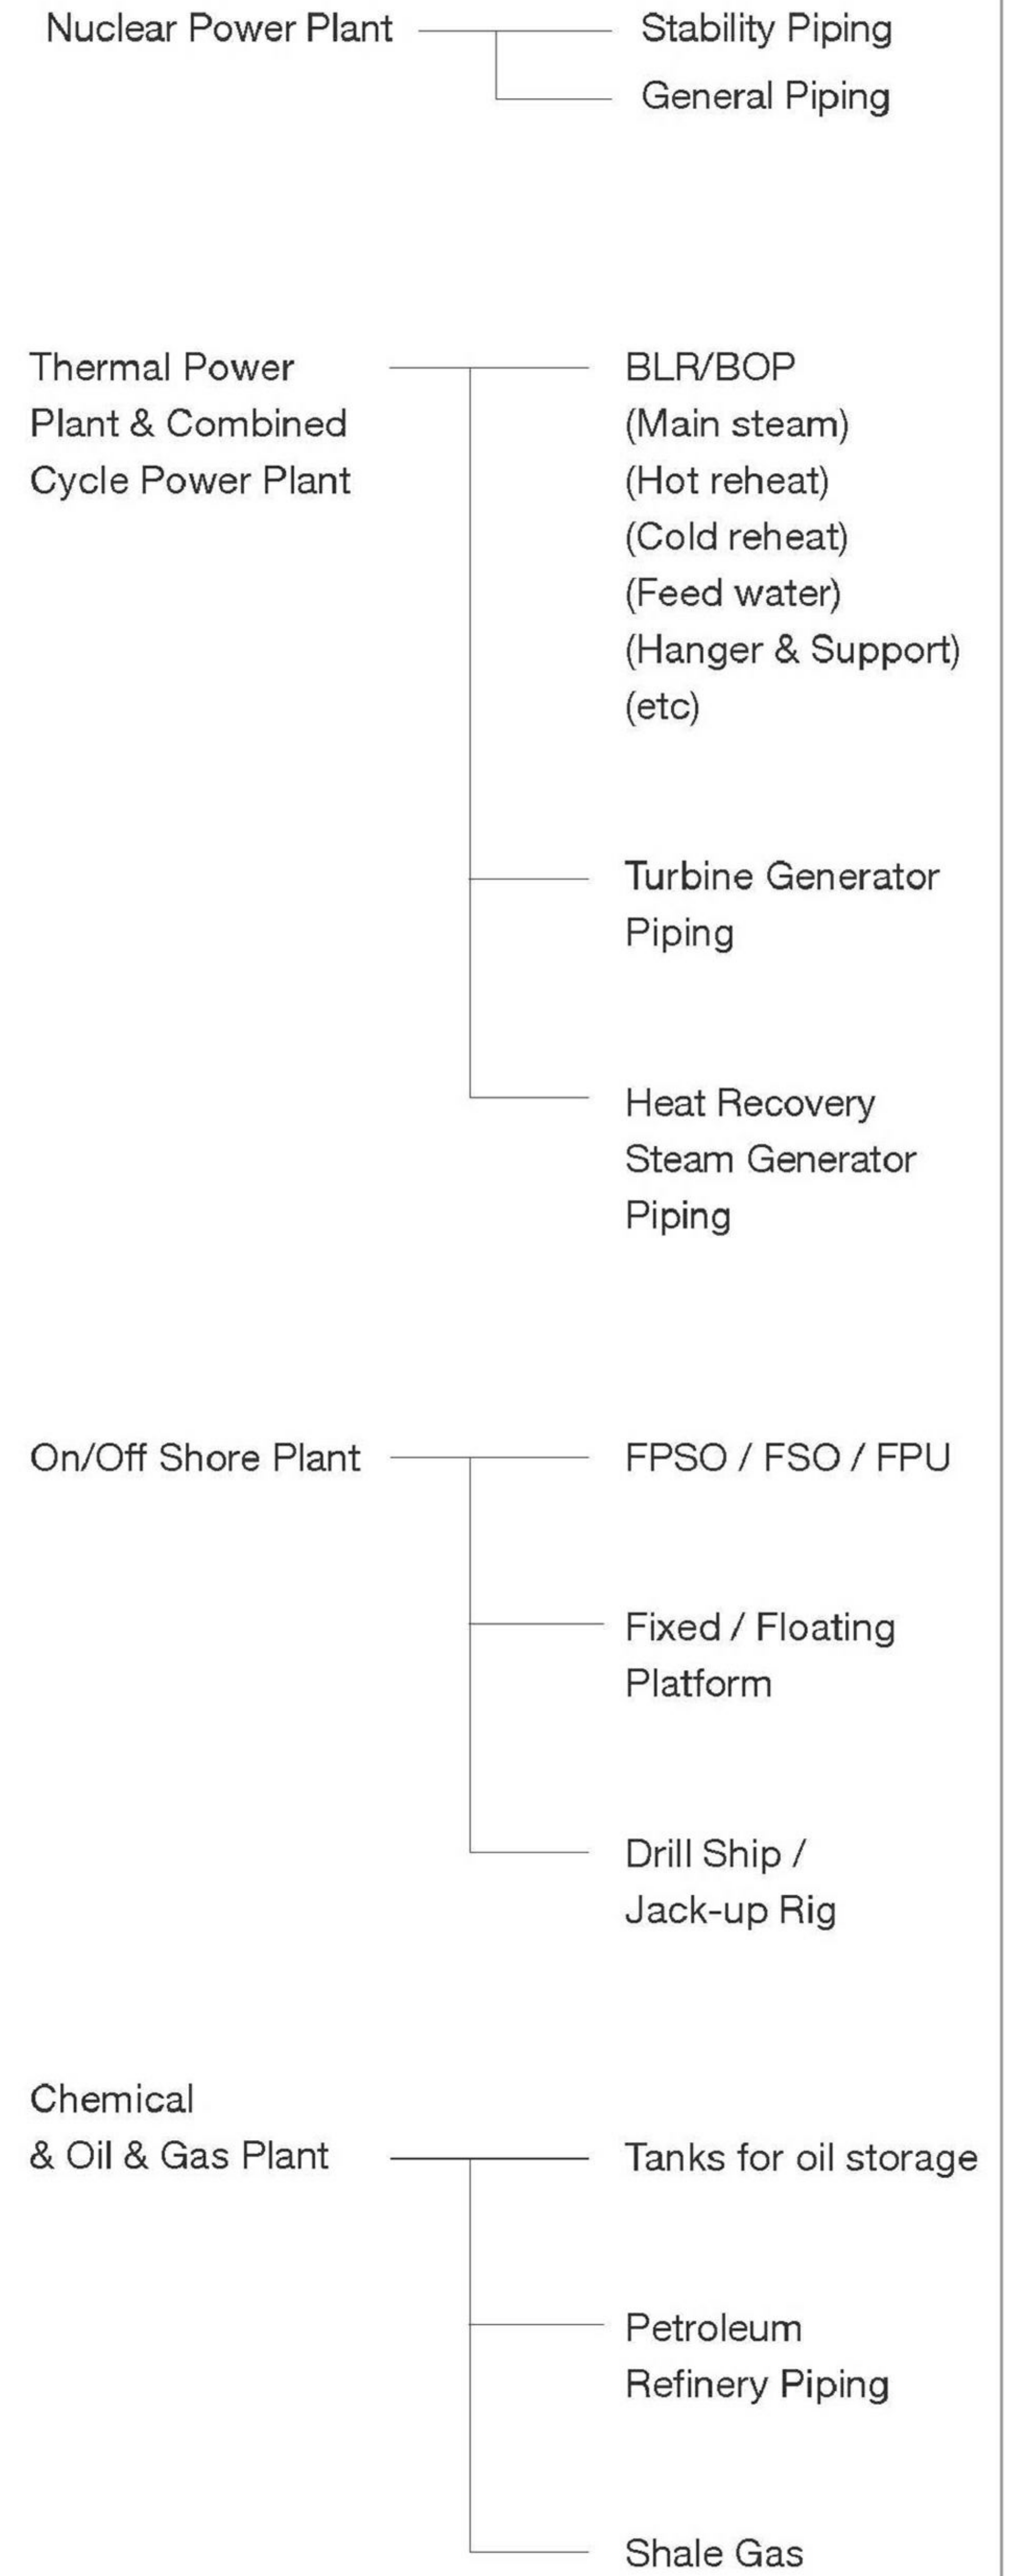 Nuclear Power Plant
Stability Piping
General Piping
Thermal Power
Plant & Combined
Cycle Power Plant
BLR/BOP
(Main steam)
(Hot reheat)
(Cold reheat)
(Feed water)
(Hanger & Support)
(etc)
Turbine Generator
Piping
Heat Recovery
Steam Generator
Piping
On/Off Shore Plant
FPSO / FSO / FPU
Fixed / Floating
Platform
Drill Ship /
Jack-up Rig
Chemical
& Oil & Gas Plant
Tanks for oil storage
Petroleum
Refinery Piping
Shale Gas